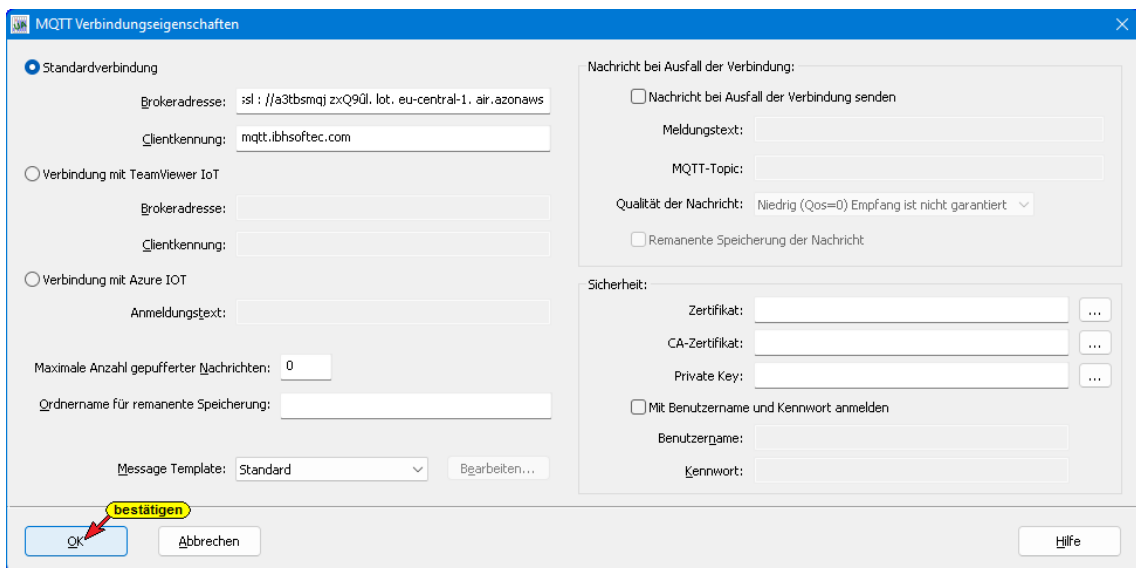 MQTT Verbindungseigenschaften
Standardverbindung
Brokeradresse: ssl : //a3tbsmqj zxQ9ûl. lot. eu-central-1. air.azonaws
Clientkennung: mqtt.ibhsoftec.com
Verbindung mit TeamViewer IoT
Brokeradresse:
Clientkennung:
Verbindung mit Azure IOT
Anmeldungstext:
Maximale Anzahl gepufferter Nachrichten: 0
Ordnername für remanente Speicherung:
Message Template: Standard Bearbeiten...
Nachricht bei Ausfall der Verbindung:
Nachricht bei Ausfall der Verbindung senden
Meldungstext:
MQTT-Topic:
Qualität der Nachricht: Niedrig (Qos=0) Empfang ist nicht garantiert
Remanente Speicherung der Nachricht
Sicherheit:
Zertifikat: ...
CA-Zertifikat: ...
Private Key: ...
Mit Benutzername und Kennwort anmelden
Benutzername:
Kennwort:
bestätigen
OK Abbrechen Hilfe